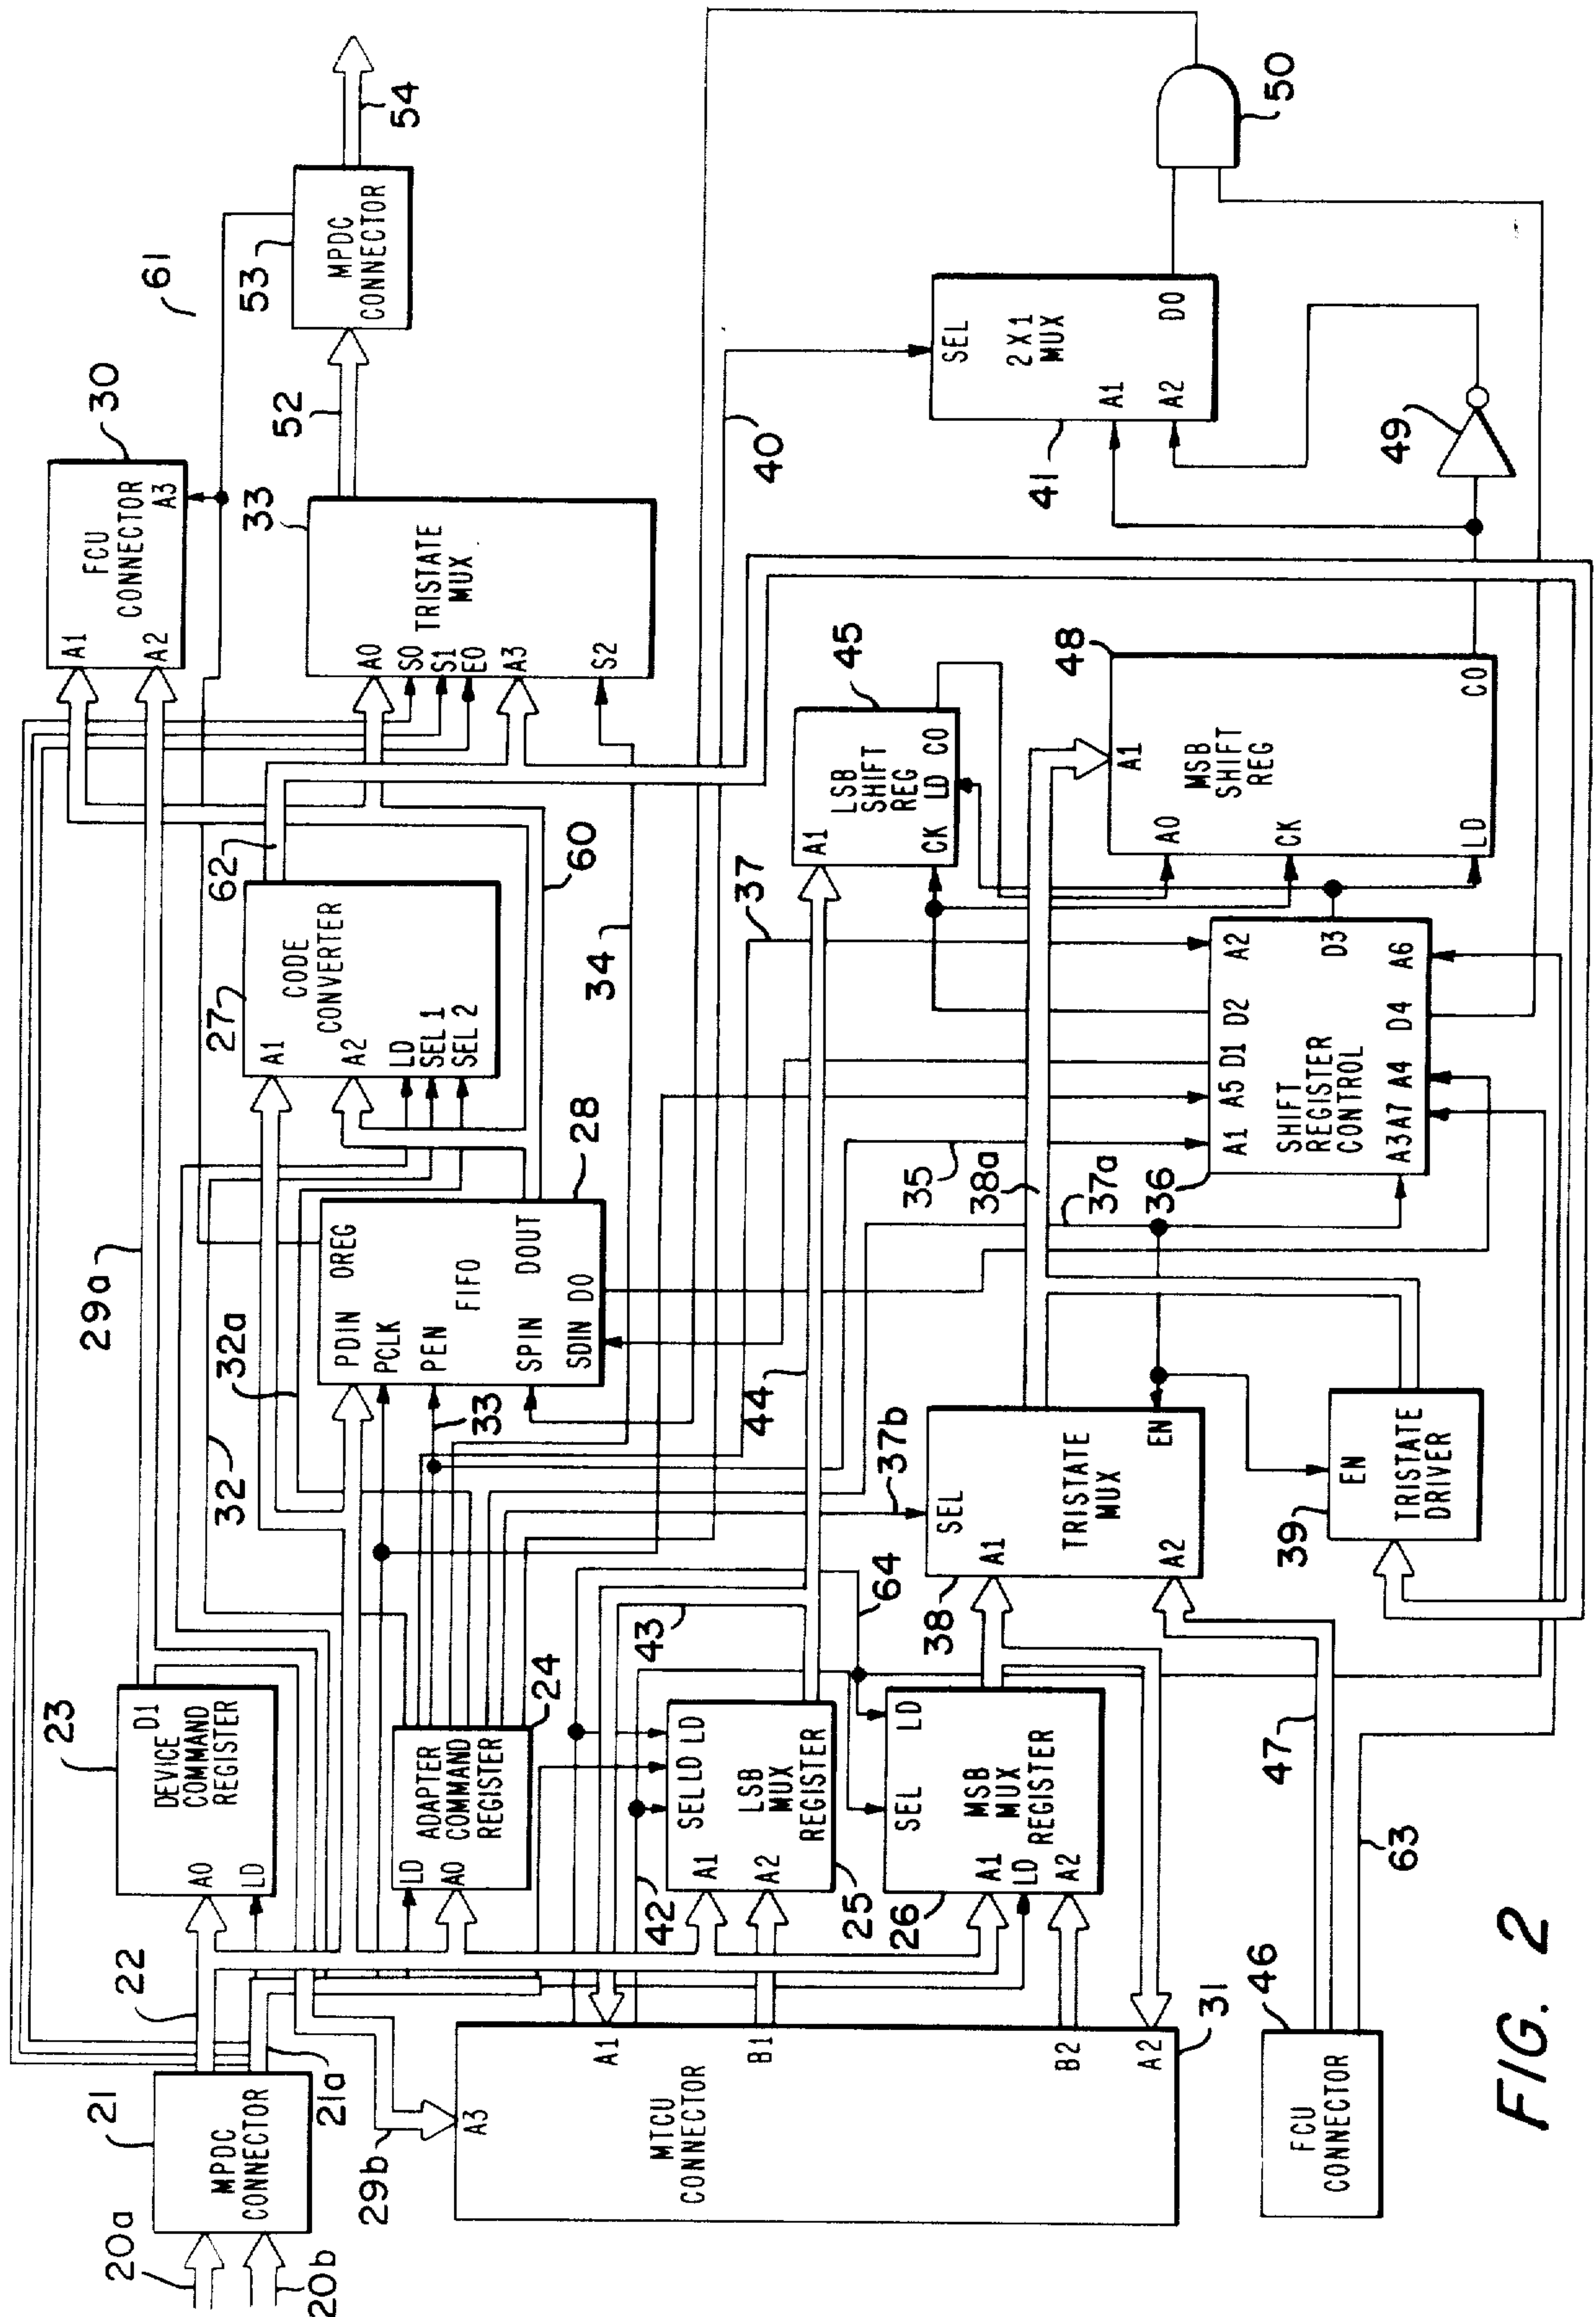 20a
20b
21
MPDC
CONNECTOR
21a
22
29b
23
DEVICE
COMMAND
REGISTER
D1
A0
LD
29a
32
32a
24
ADAPTER
COMMAND
REGISTER
LD
A0
33
PDIN
OREG
PCLK
PEN
FIFO
SPIN
DOUT
SDIN
DO
28
27
CODE
CONVERTER
A1
A2
LD
SEL 1
SEL 2
62
60
34
30
FCU
CONNECTOR
A1
A2
A3
33
TRISTATE
MUX
A0
S0
S1
E0
A3
S2
52
53
MPDC
CONNECTOR
54
61
31
MTCU
CONNECTOR
A3
A1
B1
B2
A2
42
43
25
LSB
MUX
REGISTER
SEL
LD
LD
A1
A2
26
MSB
MUX
REGISTER
SEL
LD
A1
LD
A2
64
44
37b
38
TRISTATE
MUX
SEL
A1
A2
EN
39
TRISTATE
DRIVER
EN
35
38a
37a
36
37
SHIFT
REGISTER
CONTROL
A1
A5
D1
D2
A2
D3
A3
A7
A4
D4
A6
45
LSB
SHIFT
REG
A1
CK
LD
CO
48
MSB
SHIFT
REG
A1
A0
CK
LD
CO
40
41
2X1
MUX
SEL
A1
A2
DO
49
50
46
FCU
CONNECTOR
47
63
FIG. 2